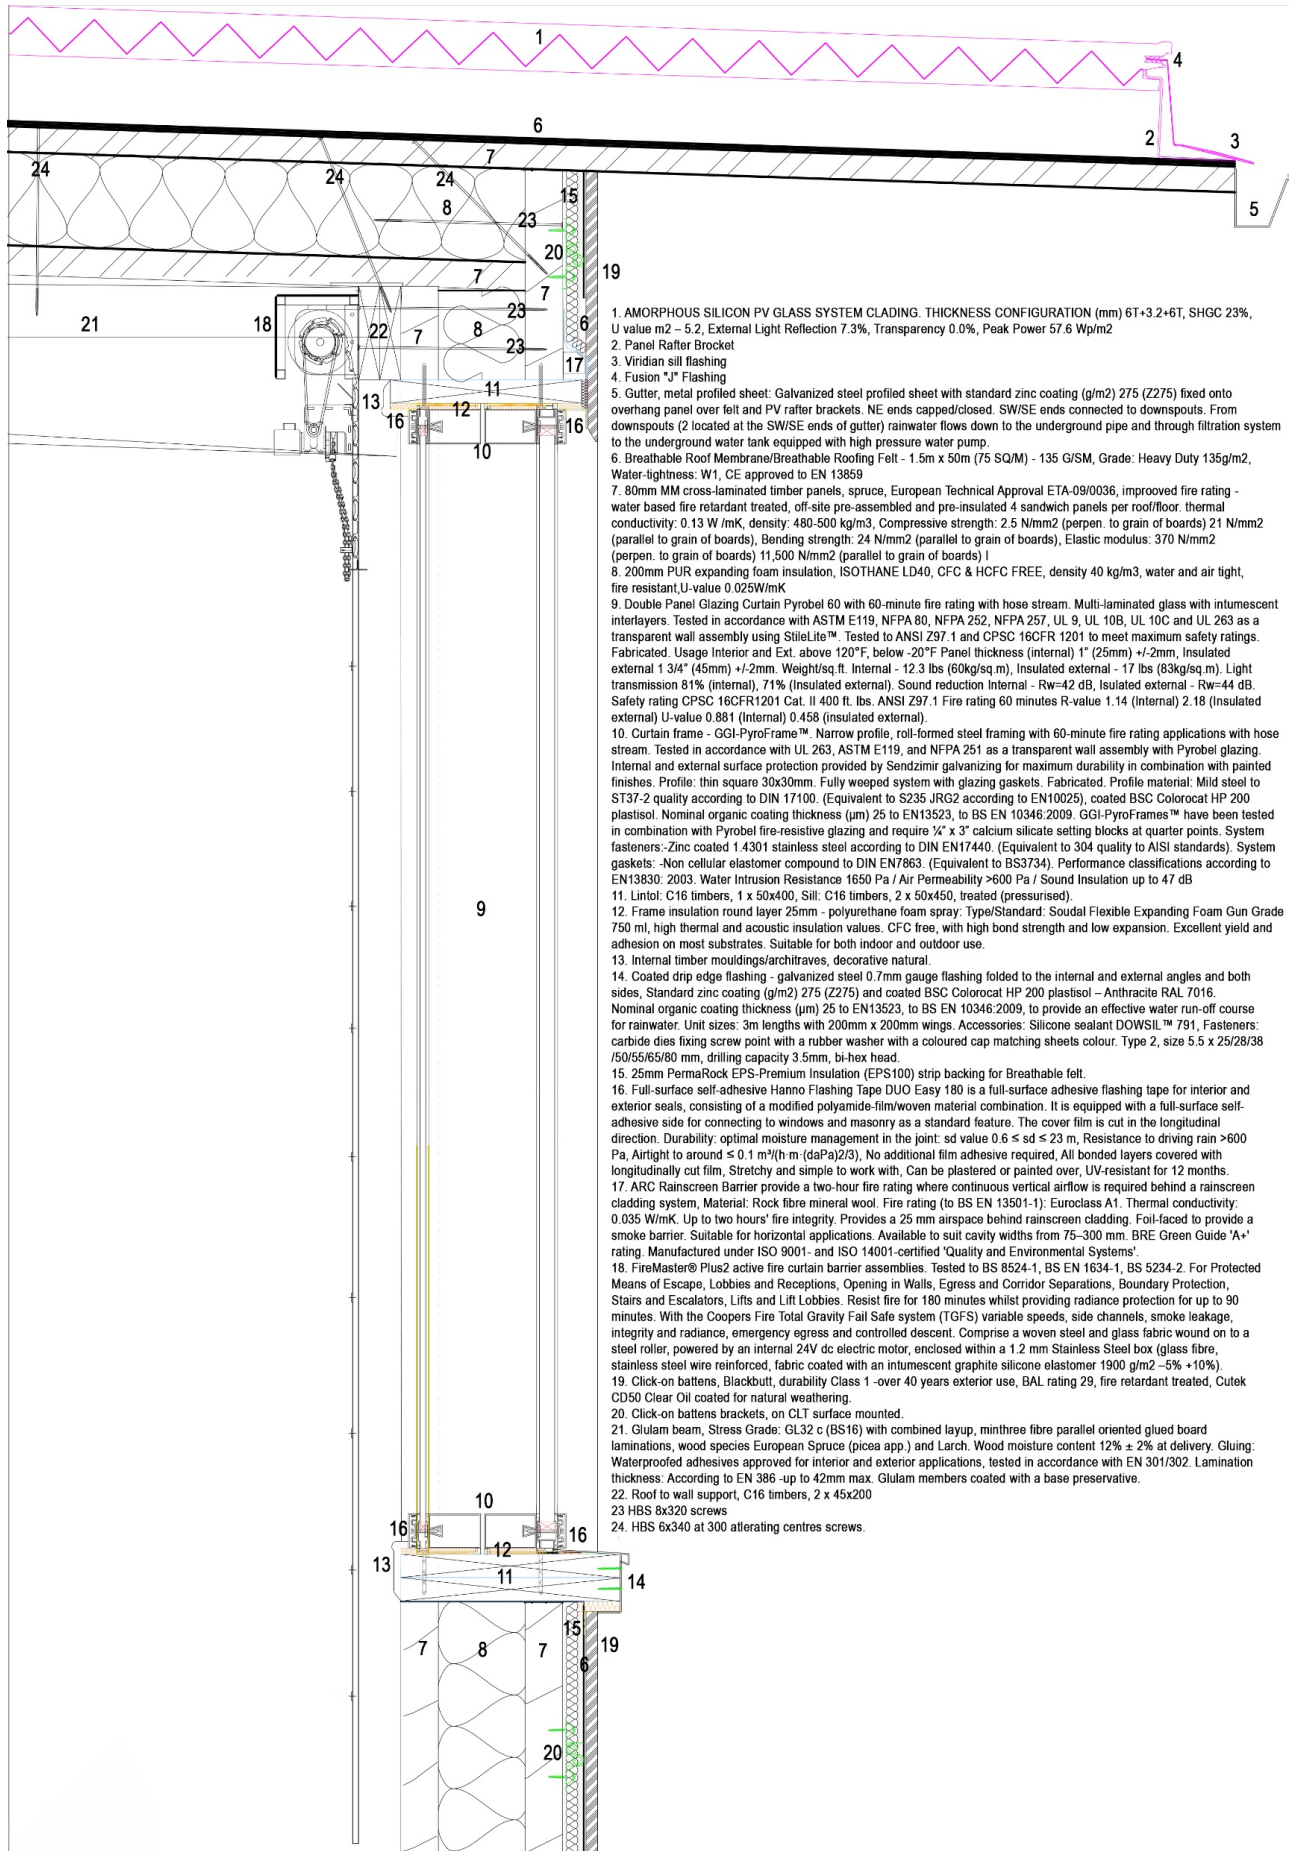 1
4
6
2
3
7
24
24
24
15
8
5
23
20
19
7
7
23
21
18
22
7
8
6
23
17
13
11
12
16
16
10
9
10
16
16
12
13
11
14
15
19
7
8
7
6
20
1. AMORPHOUS SILICON PV GLASS SYSTEM CLADING. THICKNESS CONFIGURATION (mm) 6T+3.2+6T, SHGC 23%,
U value m2 – 5.2, External Light Reflection 7.3%, Transparency 0.0%, Peak Power 57.6 Wp/m2
2. Panel Rafter Brocket
3. Viridian sill flashing
4. Fusion "J" Flashing
5. Gutter, metal profiled sheet: Galvanized steel profiled sheet with standard zinc coating (g/m2) 275 (Z275) fixed onto
overhang panel over felt and PV rafter brackets. NE ends capped/closed. SW/SE ends connected to downspouts. From
downspouts (2 located at the SW/SE ends of gutter) rainwater flows down to the underground pipe and through filtration system
to the underground water tank equipped with high pressure water pump.
6. Breathable Roof Membrane/Breathable Roofing Felt - 1.5m x 50m (75 SQ/M) - 135 G/SM, Grade: Heavy Duty 135g/m2,
Water-tightness: W1, CE approved to EN 13859
7. 80mm MM cross-laminated timber panels, spruce, European Technical Approval ETA-09/0036, improoved fire rating -
water based fire retardant treated, off-site pre-assembled and pre-insulated 4 sandwich panels per roof/floor. thermal
conductivity: 0.13 W /mK, density: 480-500 kg/m3, Compressive strength: 2.5 N/mm2 (perpen. to grain of boards) 21 N/mm2
(parallel to grain of boards), Bending strength: 24 N/mm2 (parallel to grain of boards), Elastic modulus: 370 N/mm2
(perpen. to grain of boards) 11,500 N/mm2 (parallel to grain of boards) l
8. 200mm PUR expanding foam insulation, ISOTHANE LD40, CFC & HCFC FREE, density 40 kg/m3, water and air tight,
fire resistant,U-value 0.025W/mK
9. Double Panel Glazing Curtain Pyrobel 60 with 60-minute fire rating with hose stream. Multi-laminated glass with intumescent
interlayers. Tested in accordance with ASTM E119, NFPA 80, NFPA 252, NFPA 257, UL 9, UL 10B, UL 10C and UL 263 as a
transparent wall assembly using StileLite™. Tested to ANSI Z97.1 and CPSC 16CFR 1201 to meet maximum safety ratings.
Fabricated. Usage Interior and Ext. above 120°F, below -20°F Panel thickness (internal) 1” (25mm) +/-2mm, Insulated
external 1 3/4” (45mm) +/-2mm. Weight/sq.ft. Internal - 12.3 lbs (60kg/sq.m), Insulated external - 17 lbs (83kg/sq.m). Light
transmission 81% (internal), 71% (Insulated external). Sound reduction Internal - Rw=42 dB, Isulated external - Rw=44 dB.
Safety rating CPSC 16CFR1201 Cat. II 400 ft. lbs. ANSI Z97.1 Fire rating 60 minutes R-value 1.14 (Internal) 2.18 (Insulated
external) U-value 0.881 (Internal) 0.458 (insulated external).
10. Curtain frame - GGI-PyroFrame™. Narrow profile, roll-formed steel framing with 60-minute fire rating applications with hose
stream. Tested in accordance with UL 263, ASTM E119, and NFPA 251 as a transparent wall assembly with Pyrobel glazing.
Internal and external surface protection provided by Sendzimir galvanizing for maximum durability in combination with painted
finishes. Profile: thin square 30x30mm. Fully weeped system with glazing gaskets. Fabricated. Profile material: Mild steel to
ST37-2 quality according to DIN 17100. (Equivalent to S235 JRG2 according to EN10025), coated BSC Colorocat HP 200
plastisol. Nominal organic coating thickness (µm) 25 to EN13523, to BS EN 10346:2009. GGI-PyroFrames™ have been tested
in combination with Pyrobel fire-resistive glazing and require ¼” x 3” calcium silicate setting blocks at quarter points. System
fasteners:-Zinc coated 1.4301 stainless steel according to DIN EN17440. (Equivalent to 304 quality to AISI standards). System
gaskets: -Non cellular elastomer compound to DIN EN7863. (Equivalent to BS3734). Performance classifications according to
EN13830: 2003. Water Intrusion Resistance 1650 Pa / Air Permeability >600 Pa / Sound Insulation up to 47 dB
11. Lintol: C16 timbers, 1 x 50x400, Sill: C16 timbers, 2 x 50x450, treated (pressurised).
12. Frame insulation round layer 25mm - polyurethane foam spray: Type/Standard: Soudal Flexible Expanding Foam Gun Grade
750 ml, high thermal and acoustic insulation values. CFC free, with high bond strength and low expansion. Excellent yield and
adhesion on most substrates. Suitable for both indoor and outdoor use.
13. Internal timber mouldings/architraves, decorative natural.
14. Coated drip edge flashing - galvanized steel 0.7mm gauge flashing folded to the internal and external angles and both
sides, Standard zinc coating (g/m2) 275 (Z275) and coated BSC Colorocat HP 200 plastisol – Anthracite RAL 7016.
Nominal organic coating thickness (µm) 25 to EN13523, to BS EN 10346:2009, to provide an effective water run-off course
for rainwater. Unit sizes: 3m lengths with 200mm x 200mm wings. Accessories: Silicone sealant DOWSIL™ 791, Fasteners:
carbide dies fixing screw point with a rubber washer with a coloured cap matching sheets colour. Type 2, size 5.5 x 25/28/38
/50/55/65/80 mm, drilling capacity 3.5mm, bi-hex head.
15. 25mm PermaRock EPS-Premium Insulation (EPS100) strip backing for Breathable felt.
16. Full-surface self-adhesive Hanno Flashing Tape DUO Easy 180 is a full-surface adhesive flashing tape for interior and
exterior seals, consisting of a modified polyamide-film/woven material combination. It is equipped with a full-surface self-
adhesive side for connecting to windows and masonry as a standard feature. The cover film is cut in the longitudinal
direction. Durability: optimal moisture management in the joint: sd value 0.6 ≤ sd ≤ 23 m, Resistance to driving rain >600
Pa, Airtight to around ≤ 0.1 m³/(h·m·(daPa)2/3), No additional film adhesive required, All bonded layers covered with
longitudinally cut film, Stretchy and simple to work with, Can be plastered or painted over, UV-resistant for 12 months.
17. ARC Rainscreen Barrier provide a two-hour fire rating where continuous vertical airflow is required behind a rainscreen
cladding system, Material: Rock fibre mineral wool. Fire rating (to BS EN 13501-1): Euroclass A1. Thermal conductivity:
0.035 W/mK. Up to two hours' fire integrity. Provides a 25 mm airspace behind rainscreen cladding. Foil-faced to provide a
smoke barrier. Suitable for horizontal applications. Available to suit cavity widths from 75–300 mm. BRE Green Guide 'A+'
rating. Manufactured under ISO 9001- and ISO 14001-certified 'Quality and Environmental Systems'.
18. FireMaster® Plus2 active fire curtain barrier assemblies. Tested to BS 8524-1, BS EN 1634-1, BS 5234-2. For Protected
Means of Escape, Lobbies and Receptions, Opening in Walls, Egress and Corridor Separations, Boundary Protection,
Stairs and Escalators, Lifts and Lift Lobbies. Resist fire for 180 minutes whilst providing radiance protection for up to 90
minutes. With the Coopers Fire Total Gravity Fail Safe system (TGFS) variable speeds, side channels, smoke leakage,
integrity and radiance, emergency egress and controlled descent. Comprise a woven steel and glass fabric wound on to a
steel roller, powered by an internal 24V dc electric motor, enclosed within a 1.2 mm Stainless Steel box (glass fibre,
stainless steel wire reinforced, fabric coated with an intumescent graphite silicone elastomer 1900 g/m2 –5% +10%).
19. Click-on battens, Blackbutt, durability Class 1 -over 40 years exterior use, BAL rating 29, fire retardant treated, Cutek
CD50 Clear Oil coated for natural weathering.
20. Click-on battens brackets, on CLT surface mounted.
21. Glulam beam, Stress Grade: GL32 c (BS16) with combined layup, minthree fibre parallel oriented glued board
laminations, wood species European Spruce (picea app.) and Larch. Wood moisture content 12% ± 2% at delivery. Gluing:
Waterproofed adhesives approved for interior and exterior applications, tested in accordance with EN 301/302. Lamination
thickness: According to EN 386 -up to 42mm max. Glulam members coated with a base preservative.
22. Roof to wall support, C16 timbers, 2 x 45x200
23 HBS 8x320 screws
24. HBS 6x340 at 300 atlerating centres screws.